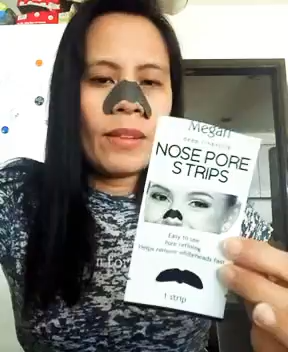 Megan
NOSE PORE
STRIPS
Easy to use
Pore refining
Helps remove whiteheads fast
1 strip